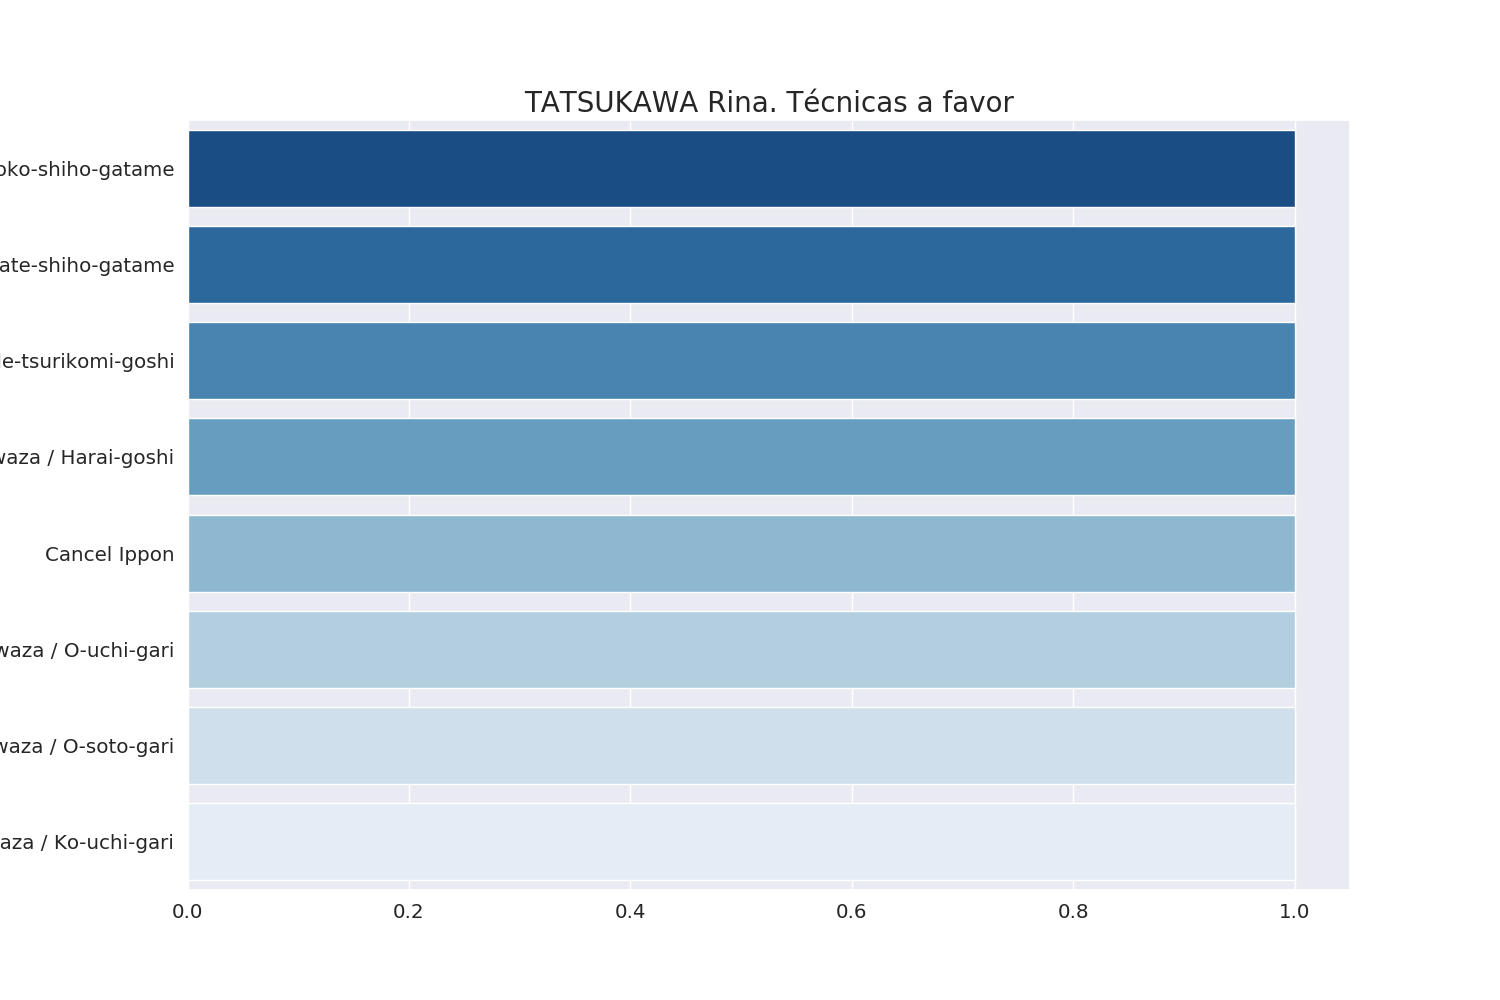 TATSUKAWA Rina. Técnicas a favor
oko-shiho-gatame
ate-shiho-gatame
de-tsurikomi-goshi
waza / Harai-goshi
Cancel Ippon
waza / O-uchi-gari
waza / O-soto-gari
aza / Ko-uchi-gari
0.0 0.2 0.4 0.6 0.8 1.0